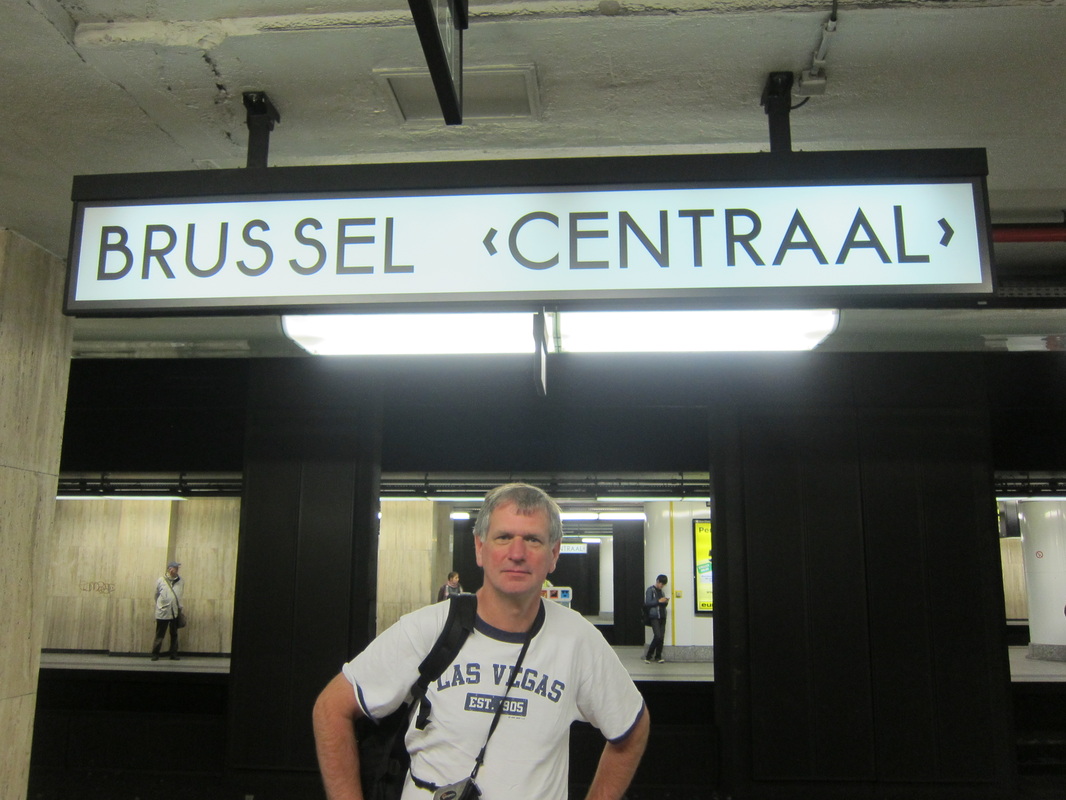 BRUSSEL ‹CENTRAAL›
LAS VEGAS
EST. 1905